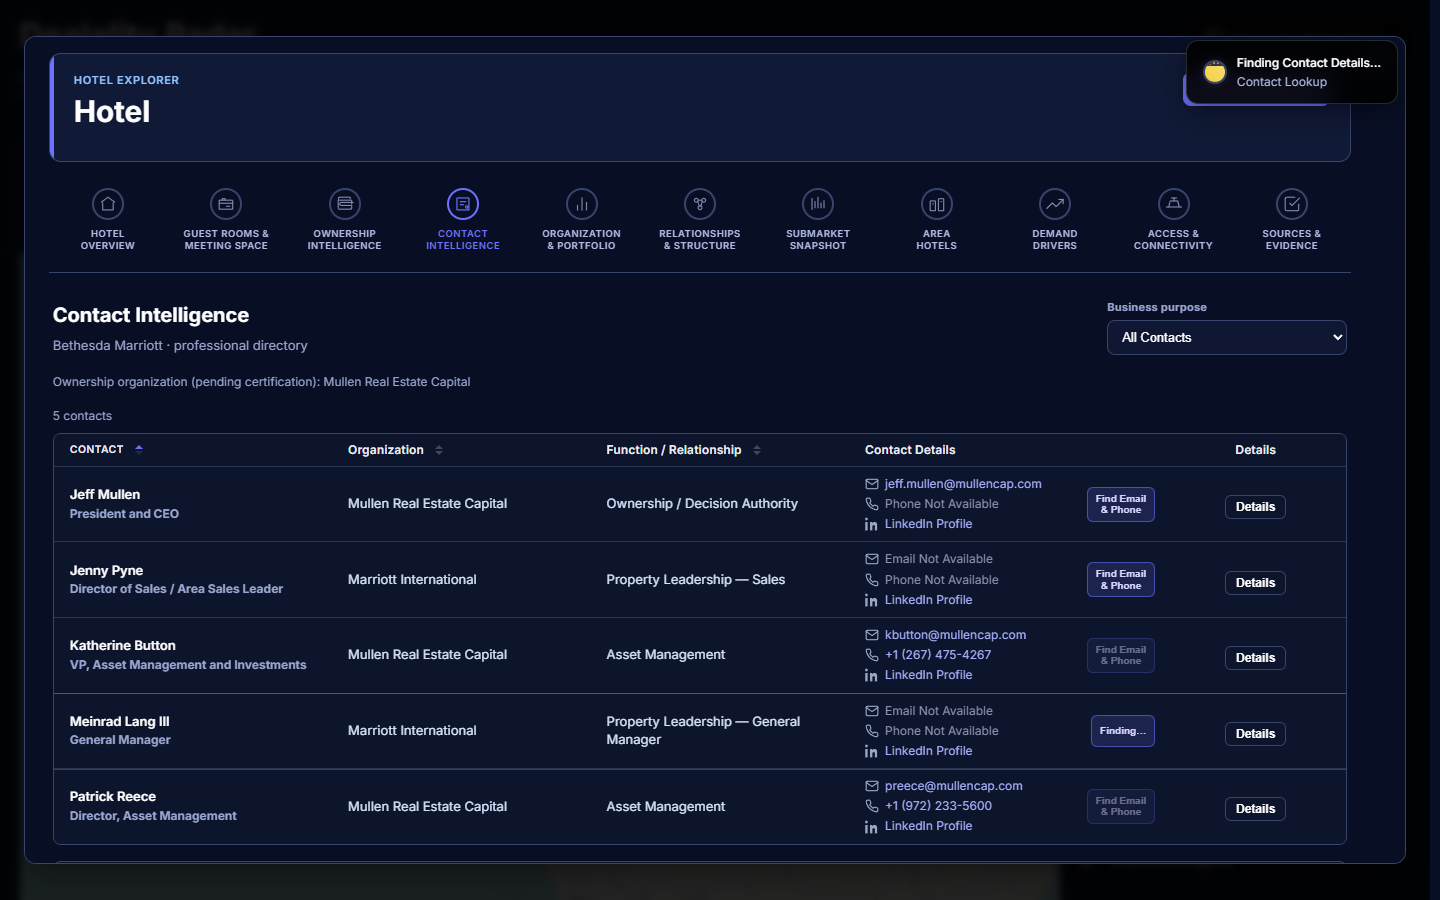 HOTEL EXPLORER
Hotel
Finding Contact Details...
Contact Lookup
HOTEL
OVERVIEW
GUEST ROOMS &
MEETING SPACE
OWNERSHIP
INTELLIGENCE
CONTACT
INTELLIGENCE
ORGANIZATION
& PORTFOLIO
RELATIONSHIPS
& STRUCTURE
SUBMARKET
SNAPSHOT
AREA
HOTELS
DEMAND
DRIVERS
ACCESS &
CONNECTIVITY
SOURCES &
EVIDENCE
Contact Intelligence
Bethesda Marriott · professional directory
Business purpose
All Contacts
Ownership organization (pending certification): Mullen Real Estate Capital
5 contacts
CONTACT Organization Function / Relationship Contact Details Details
Jeff Mullen
President and CEO
Mullen Real Estate Capital
Ownership / Decision Authority
jeff.mullen@mullencap.com
Phone Not Available
LinkedIn Profile
Find Email
& Phone
Details
Jenny Pyne
Director of Sales / Area Sales Leader
Marriott International
Property Leadership — Sales
Email Not Available
Phone Not Available
LinkedIn Profile
Find Email
& Phone
Details
Katherine Button
VP, Asset Management and Investments
Mullen Real Estate Capital
Asset Management
kbutton@mullencap.com
+1 (267) 475-4267
LinkedIn Profile
Find Email
& Phone
Details
Meinrad Lang III
General Manager
Marriott International
Property Leadership — General
Manager
Email Not Available
Phone Not Available
LinkedIn Profile
Finding...
Details
Patrick Reece
Director, Asset Management
Mullen Real Estate Capital
Asset Management
preece@mullencap.com
+1 (972) 233-5600
LinkedIn Profile
Find Email
& Phone
Details